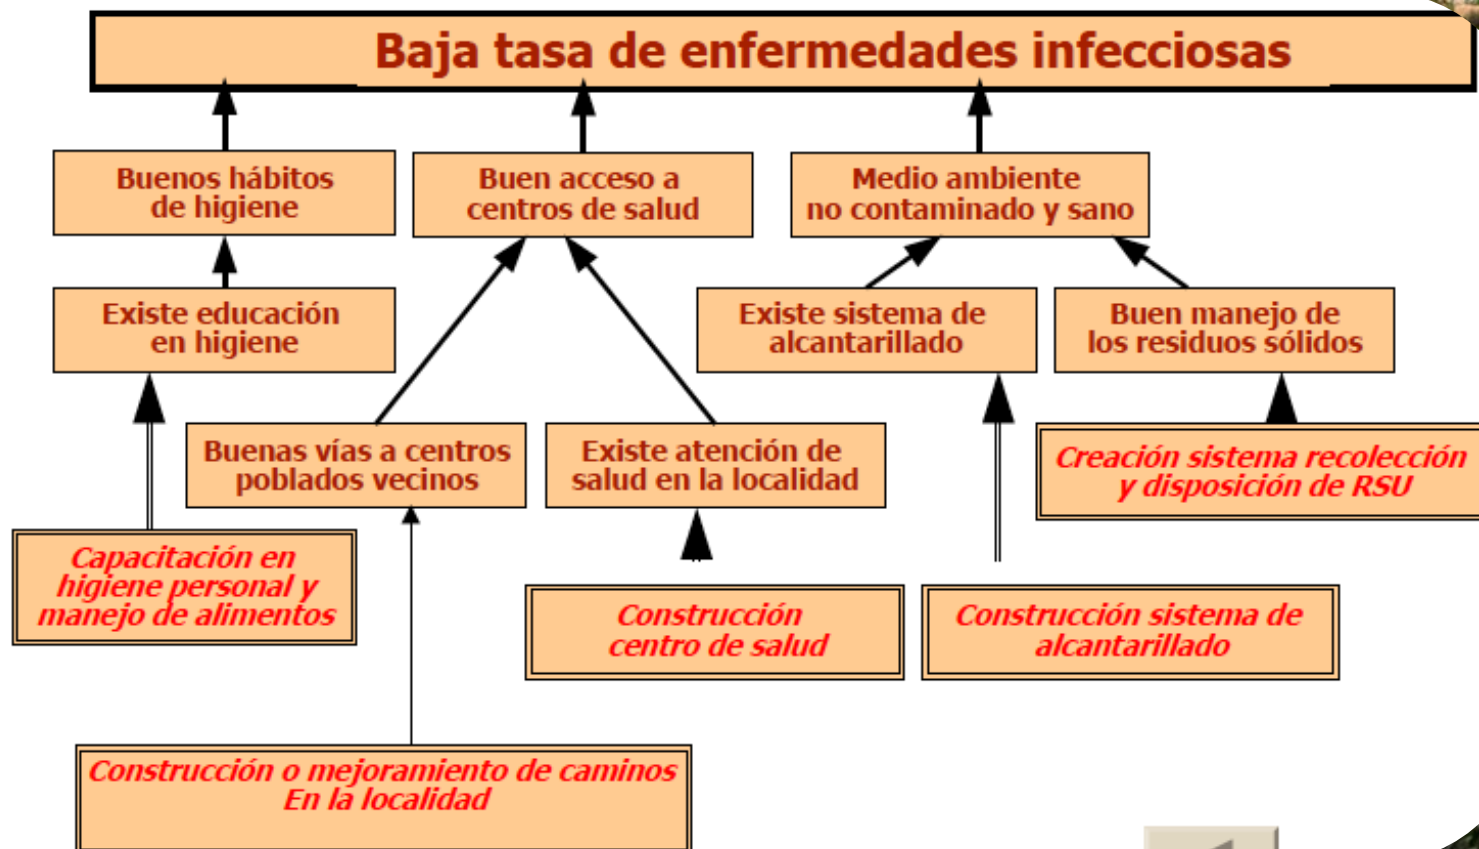 Baja tasa de enfermedades infecciosas
Buenos hábitos
de higiene
Buen acceso a
centros de salud
Medio ambiente
no contaminado y sano
Existe educación
en higiene
Existe sistema de
alcantarillado
Buen manejo de
los residuos sólidos
Buenas vías a centros
poblados vecinos
Existe atención de
salud en la localidad
Creación sistema recolección
y disposición de RSU
Capacitación en
higiene personal y
manejo de alimentos
Construcción
centro de salud
Construcción sistema de
alcantarillado
Construcción o mejoramiento de caminos
En la localidad